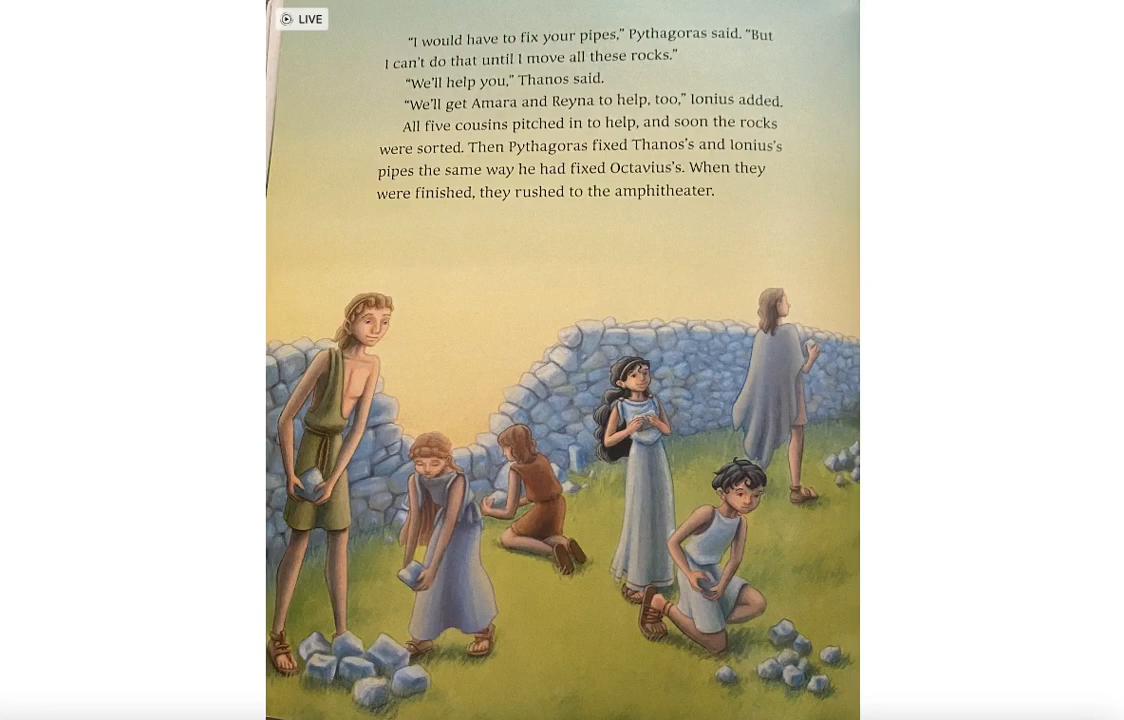 LIVE
“I would have to fix your pipes,” Pythagoras said. “But
I can’t do that until I move all these rocks.”
“We’ll help you,” Thanos said.
“We’ll get Amara and Reyna to help, too,” Ionius added.
All five cousins pitched in to help, and soon the rocks
were sorted. Then Pythagoras fixed Thanos’s and Ionius’s
pipes the same way he had fixed Octavius’s. When they
were finished, they rushed to the amphitheater.